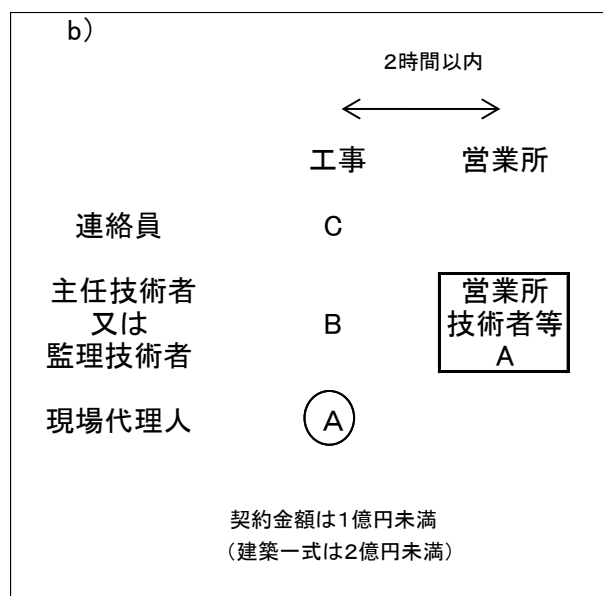 b）
2時間以内
工事
営業所
連絡員
C
主任技術者
又は
監理技術者
B
営業所
技術者等
A
現場代理人
A
契約金額は1億円未満
（建築一式は2億円未満）